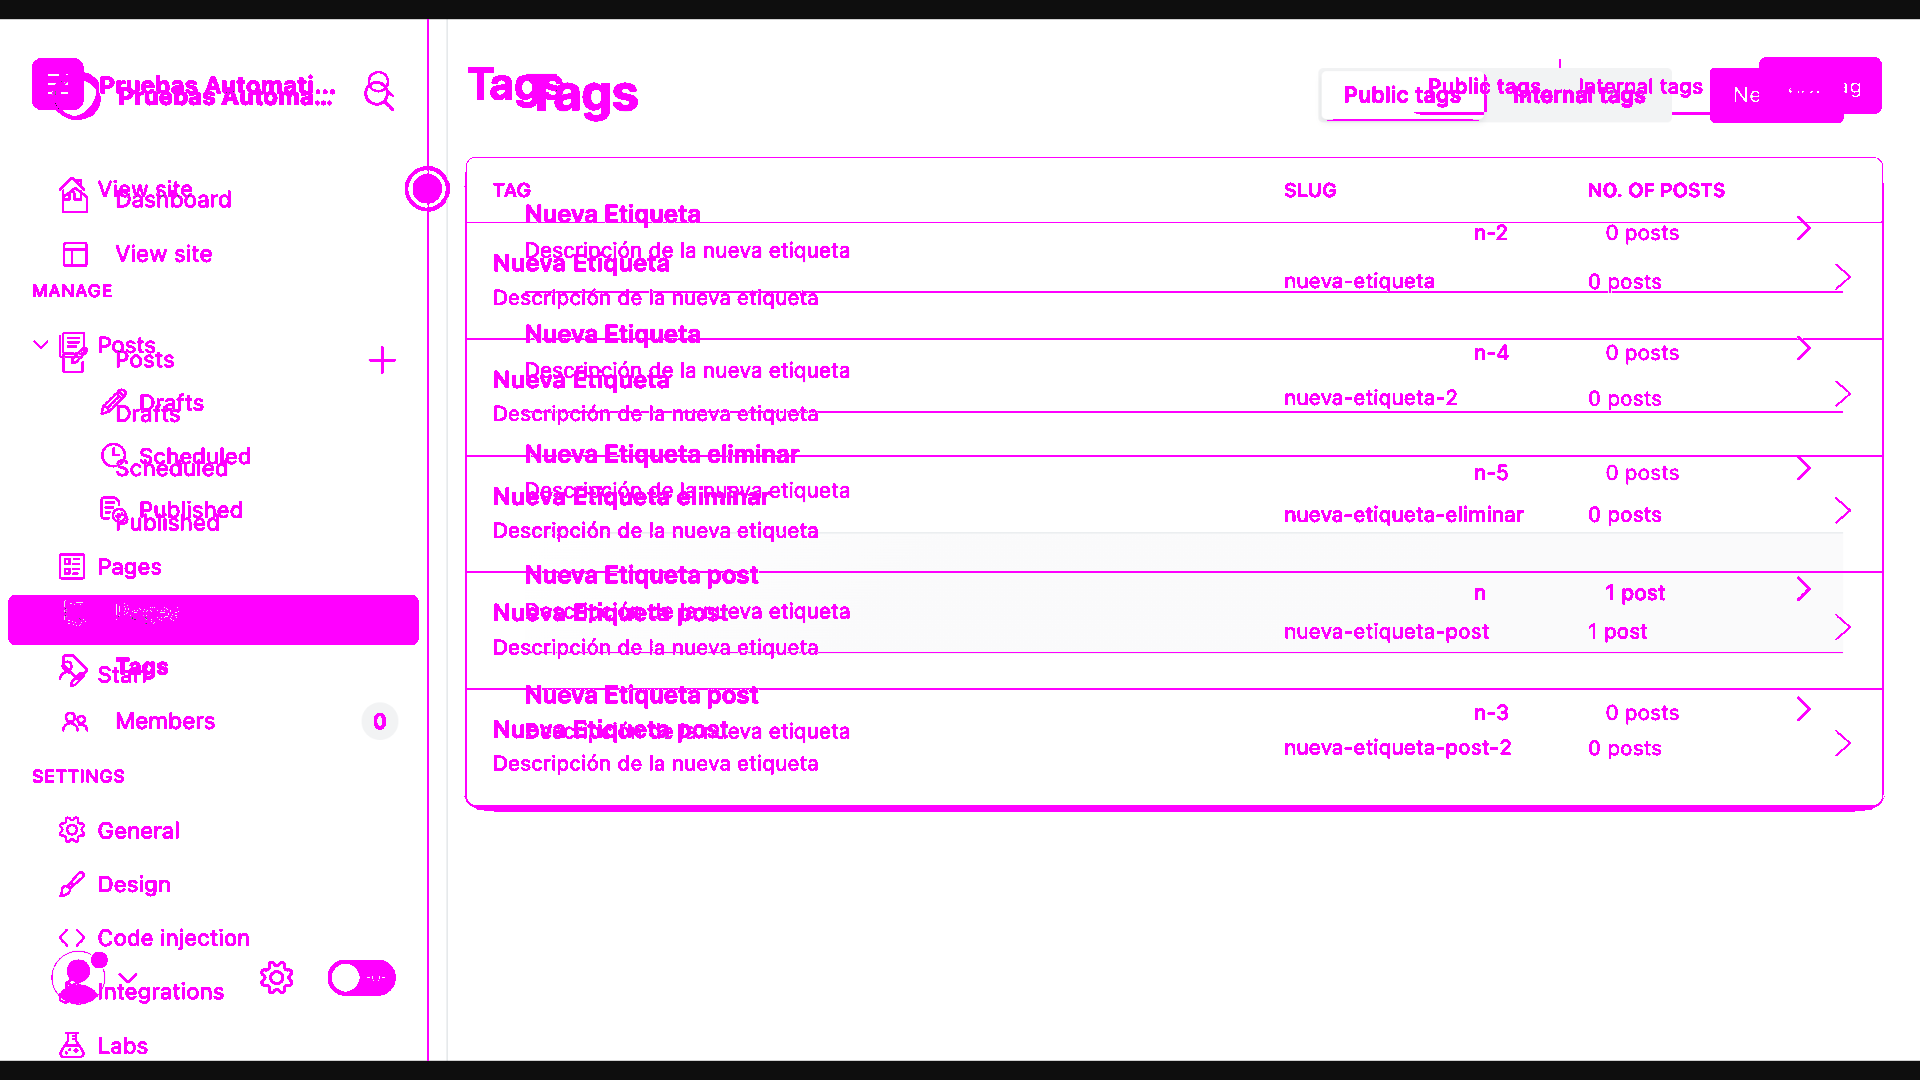 Pruebas Automati...
Pruebas Automa...
View site
Dashboard
View site
MANAGE
Posts
Posts
Drafts
Drafts
Scheduled
Scheduled
Published
Published
Pages
Pages
Staff
Tags
Members
0
SETTINGS
General
Design
Code injection
Integrations
Labs
Tags
Tags
Public tags
Internal tags
Public tags
Internal tags
TAG
SLUG
NO. OF POSTS
Nueva Etiqueta
Descripción de la nueva etiqueta
n-2
0 posts
Nueva Etiqueta
Descripción de la nueva etiqueta
nueva-etiqueta
0 posts
Nueva Etiqueta
Descripción de la nueva etiqueta
n-4
0 posts
Nueva Etiqueta
Descripción de la nueva etiqueta
nueva-etiqueta-2
0 posts
Nueva Etiqueta eliminar
Descripción de la nueva etiqueta
n-5
0 posts
Nueva Etiqueta eliminar
Descripción de la nueva etiqueta
nueva-etiqueta-eliminar
0 posts
Nueva Etiqueta post
Descripción de la nueva etiqueta
n
1 post
Nueva Etiqueta post
Descripción de la nueva etiqueta
nueva-etiqueta-post
1 post
Nueva Etiqueta post
Descripción de la nueva etiqueta
n-3
0 posts
Nueva Etiqueta post
Descripción de la nueva etiqueta
nueva-etiqueta-post-2
0 posts